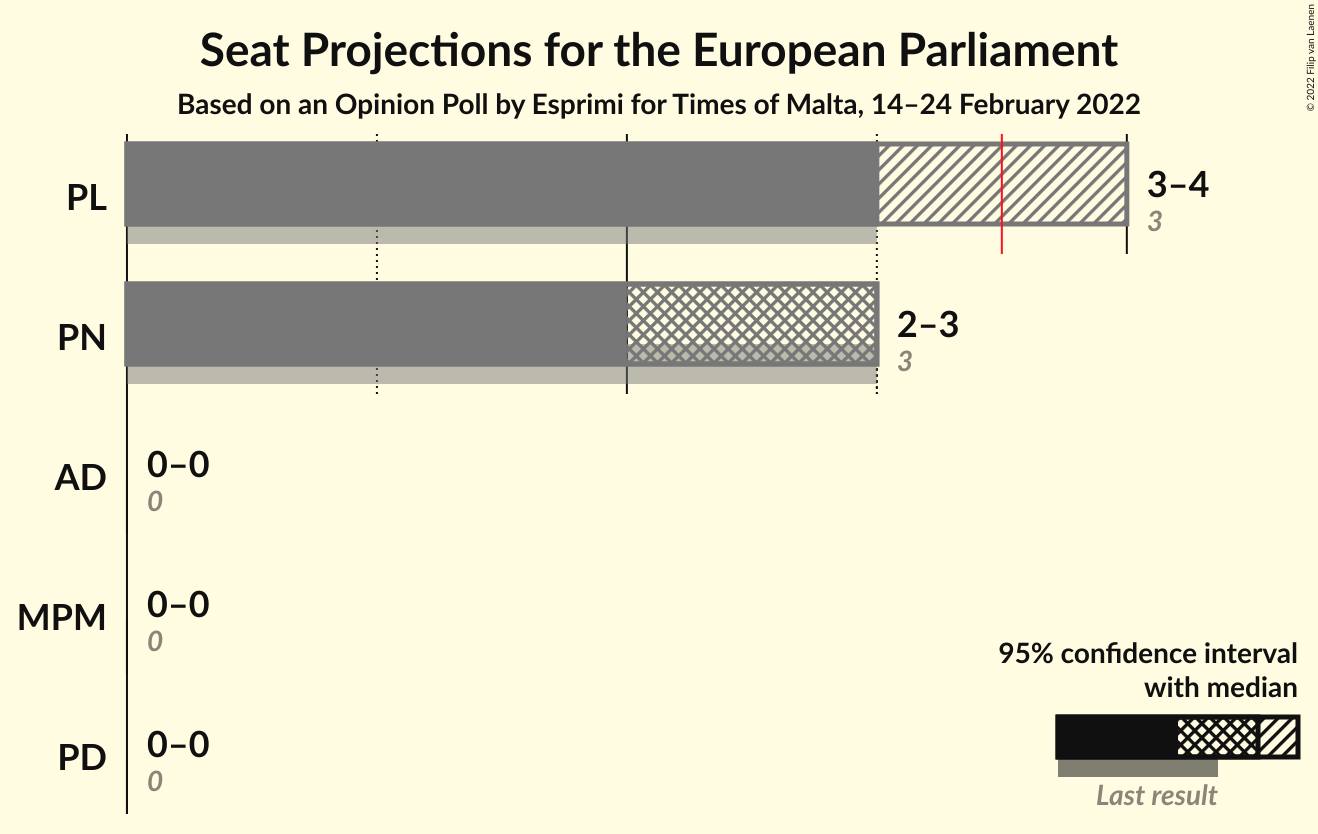 Seat Projections for the European Parliament
Based on an Opinion Poll by Esprimi for Times of Malta, 14–24 February 2022
© 2022 Filip van Laenen
PL
3–4
3
PN
2–3
3
AD
0–0
0
MPM
0–0
0
PD
0–0
0
95% confidence interval
with median
Last result